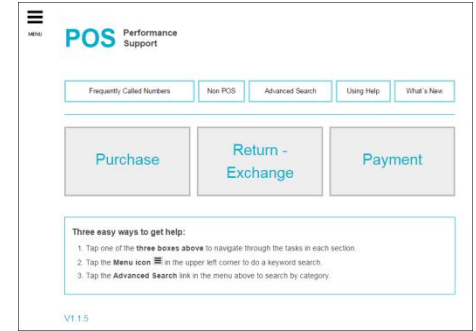 MENU
POS Performance
Support
Frequently Called Numbers Non POS Advanced Search Using Help What's New
Purchase
Return -
Exchange
Payment
Three easy ways to get help:
1. Tap one of the three boxes above to navigate through the tasks in each section.
2. Tap the Menu icon in the upper left corner to do a keyword search.
3. Tap the Advanced Search link in the menu above to search by category.
V1.1.5